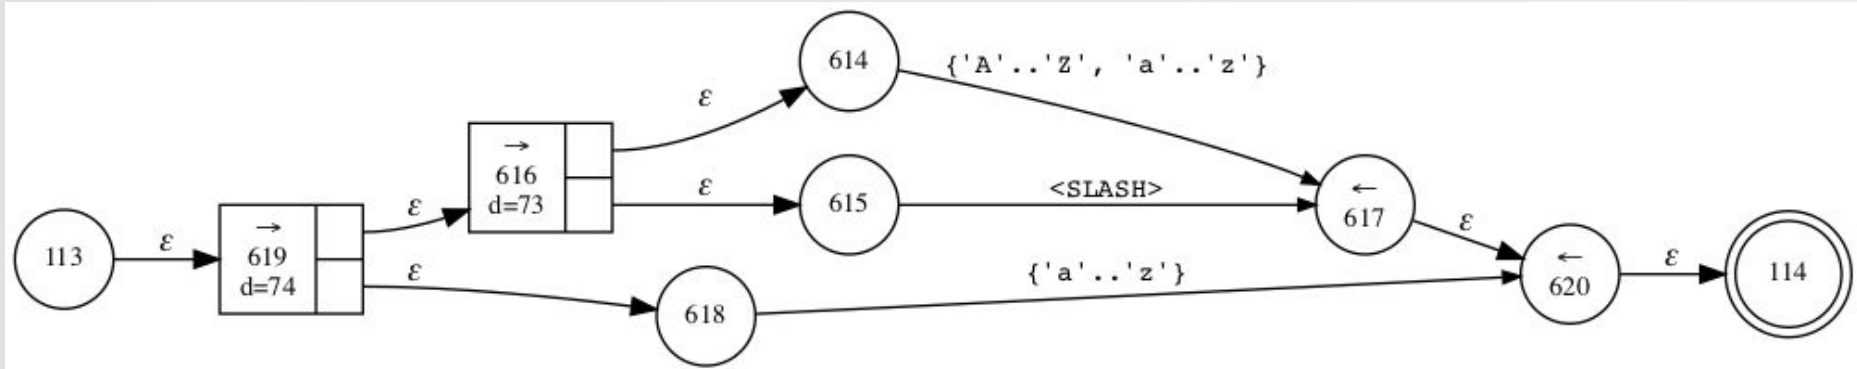 614
{'A'..'Z', 'a'..'z'}
ε
→
616
d=73
ε
615
<SLASH>
←
617
ε
113
ε
→
619
d=74
ε
ε
618
{'a'..'z'}
←
620
ε
114